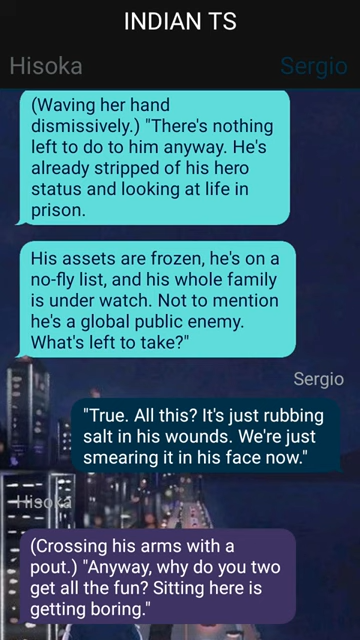 INDIAN TS
Hisoka
Sergio
(Waving her hand
dismissively.) "There's nothing
left to do to him anyway. He's
already stripped of his hero
status and looking at life in
prison.
His assets are frozen, he's on a
no-fly list, and his whole family
is under watch. Not to mention
he's a global public enemy.
What's left to take?"
Sergio
"True. All this? It's just rubbing
salt in his wounds. We're just
smearing it in his face now."
Hisoka
(Crossing his arms with a
pout.) "Anyway, why do you two
get all the fun? Sitting here is
getting boring."